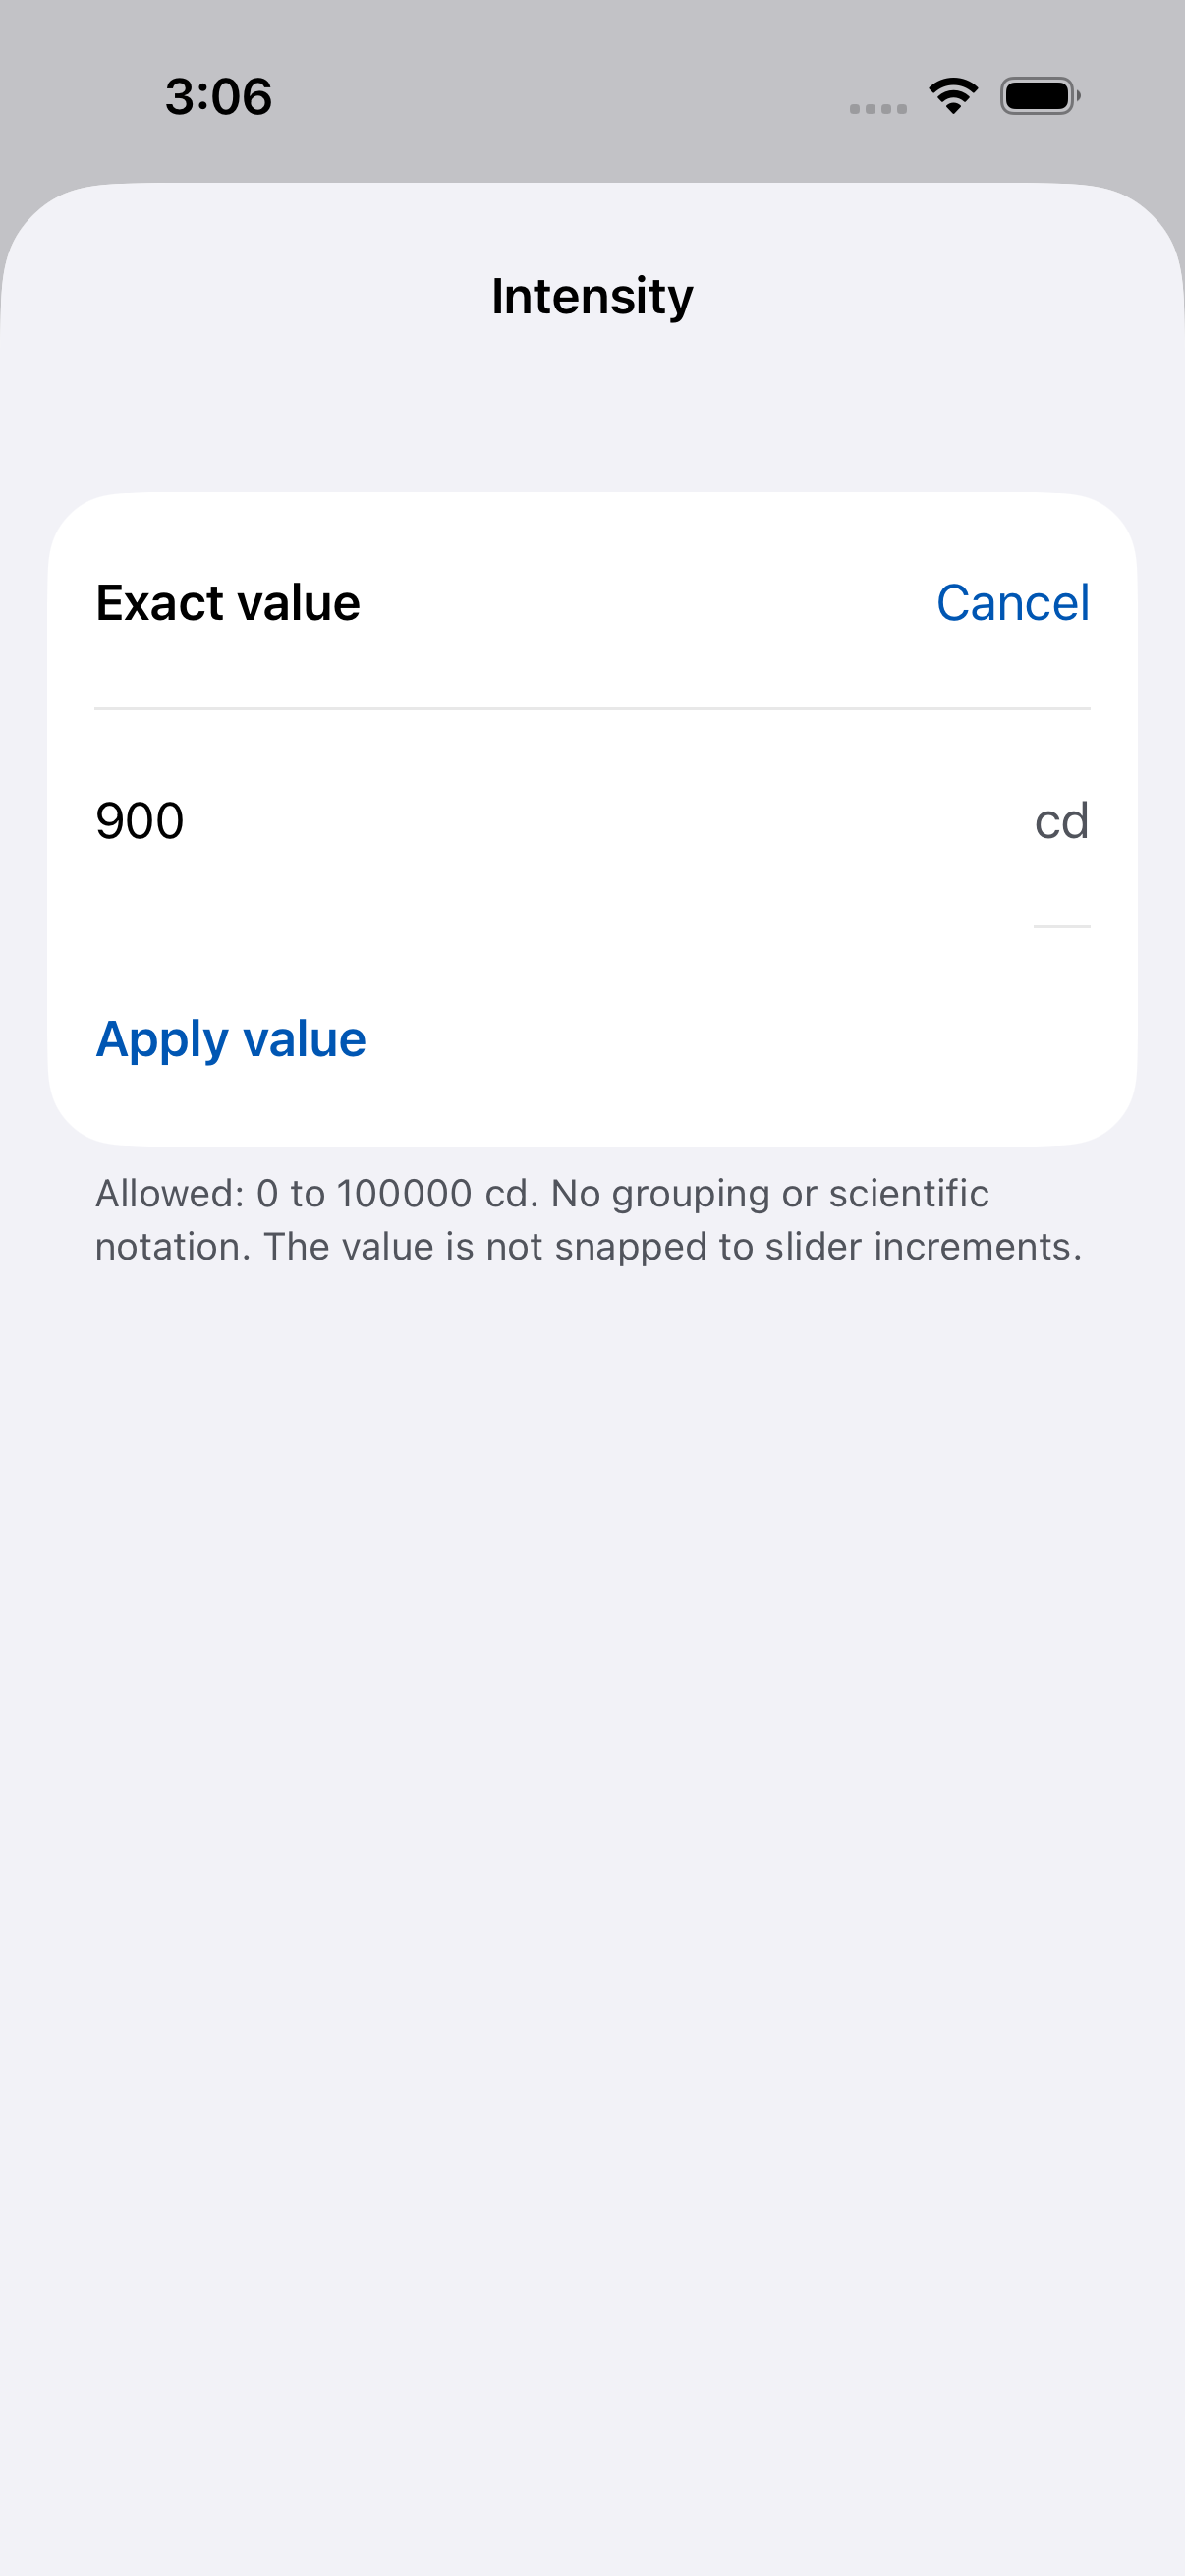 3:06
Intensity
Exact value Cancel
900 cd
Apply value
Allowed: 0 to 100000 cd. No grouping or scientific
notation. The value is not snapped to slider increments.